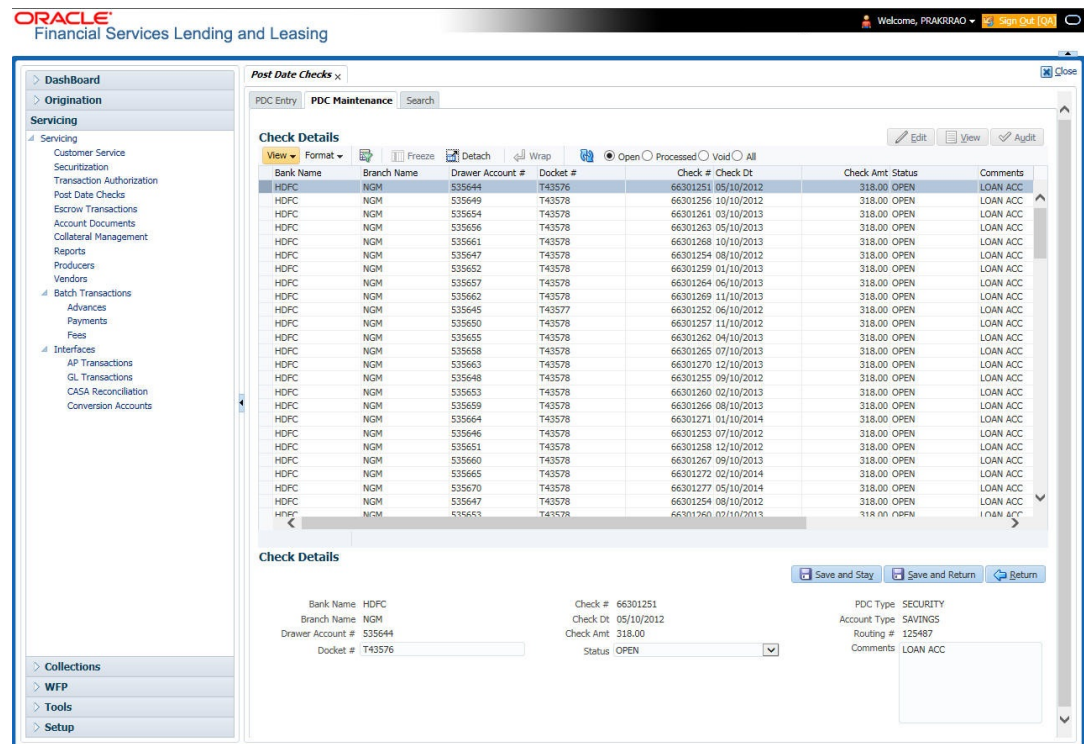 ORACLE®
Financial Services Lending and Leasing
Welcome, PRAKRRAO Sign Out [QA]
Close
DashBoard
Origination
Servicing
Servicing
Customer Service
Securitization
Transaction Authorization
Post Date Checks
Escrow Transactions
Account Documents
Collateral Management
Reports
Producers
Vendors
Batch Transactions
Advances
Payments
Fees
Interfaces
AP Transactions
GL Transactions
CASA Reconciliation
Conversion Accounts
Collections
WFP
Tools
Setup
Post Date Checks x
PDC Entry PDC Maintenance Search
Check Details
Edit View Audit
View Format Freeze Detach Wrap Open Processed Void All
Bank Name Branch Name Drawer Account # Docket # Check # Check Dt Check Amt Status Comments
HDFC NGM 535644 T43576 66301251 05/10/2012 318.00 OPEN LOAN ACC
HDFC NGM 535649 T43578 66301256 10/10/2012 318.00 OPEN LOAN ACC
HDFC NGM 535654 T43578 66301261 03/10/2013 318.00 OPEN LOAN ACC
HDFC NGM 535656 T43578 66301263 05/10/2013 318.00 OPEN LOAN ACC
HDFC NGM 535661 T43578 66301268 10/10/2013 318.00 OPEN LOAN ACC
HDFC NGM 535647 T43578 66301254 08/10/2012 318.00 OPEN LOAN ACC
HDFC NGM 535652 T43578 66301259 01/10/2013 318.00 OPEN LOAN ACC
HDFC NGM 535657 T43578 66301264 06/10/2013 318.00 OPEN LOAN ACC
HDFC NGM 535662 T43578 66301269 11/10/2013 318.00 OPEN LOAN ACC
HDFC NGM 535645 T43577 66301252 06/10/2012 318.00 OPEN LOAN ACC
HDFC NGM 535650 T43578 66301257 11/10/2012 318.00 OPEN LOAN ACC
HDFC NGM 535655 T43578 66301262 04/10/2013 318.00 OPEN LOAN ACC
HDFC NGM 535658 T43578 66301265 07/10/2013 318.00 OPEN LOAN ACC
HDFC NGM 535663 T43578 66301270 12/10/2013 318.00 OPEN LOAN ACC
HDFC NGM 535648 T43578 66301255 09/10/2012 318.00 OPEN LOAN ACC
HDFC NGM 535653 T43578 66301260 02/10/2013 318.00 OPEN LOAN ACC
HDFC NGM 535659 T43578 66301266 08/10/2013 318.00 OPEN LOAN ACC
HDFC NGM 535664 T43578 66301271 01/10/2014 318.00 OPEN LOAN ACC
HDFC NGM 535646 T43578 66301253 07/10/2012 318.00 OPEN LOAN ACC
HDFC NGM 535651 T43578 66301258 12/10/2012 318.00 OPEN LOAN ACC
HDFC NGM 535660 T43578 66301267 09/10/2013 318.00 OPEN LOAN ACC
HDFC NGM 535665 T43578 66301272 02/10/2014 318.00 OPEN LOAN ACC
HDFC NGM 535670 T43578 66301277 05/10/2014 318.00 OPEN LOAN ACC
HDFC NGM 535647 T43578 66301254 08/10/2012 318.00 OPEN LOAN ACC
HDFC NGM 535653 T43578 66301260 02/10/2013 318.00 OPEN LOAN ACC
Check Details
Save and Stay Save and Return Return
Bank Name HDFC Check # 66301251 PDC Type SECURITY
Branch Name NGM Check Dt 05/10/2012 Account Type SAVINGS
Drawer Account # 535644 Check Amt 318.00 Routing # 125487
Docket # T43576 Status OPEN Comments LOAN ACC